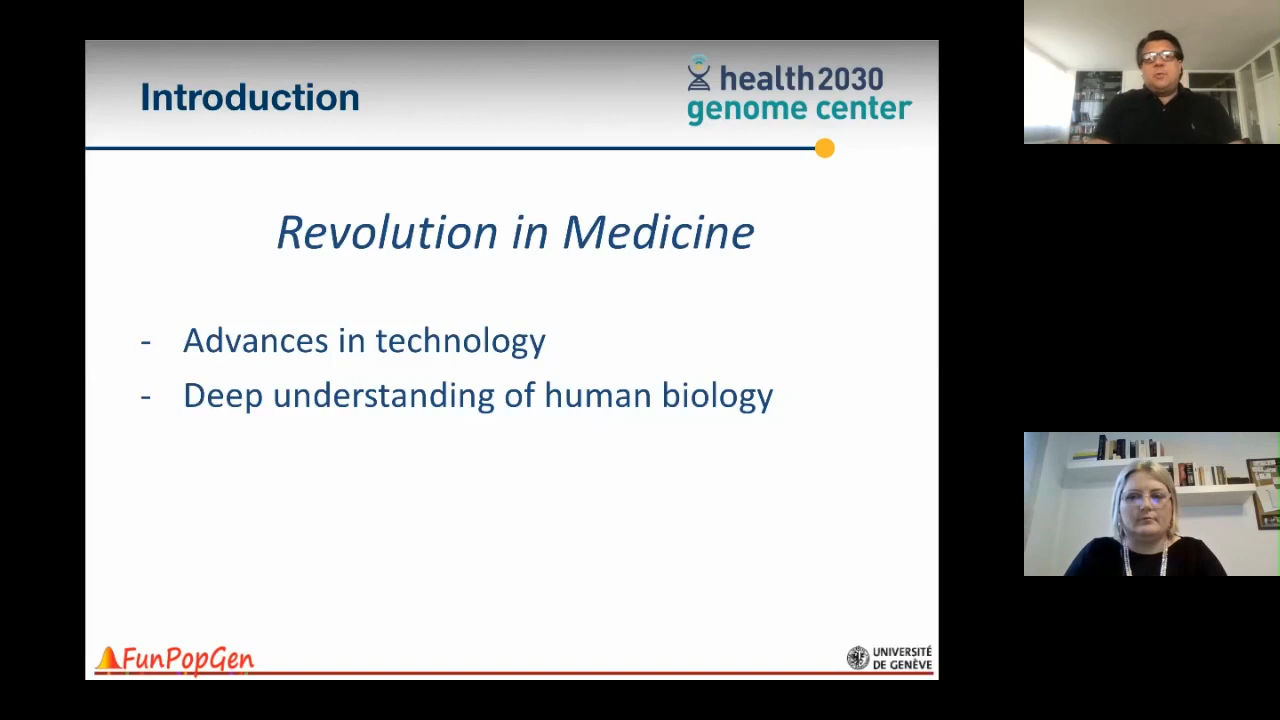 Introduction
health2030
genome center
Revolution in Medicine
- Advances in technology
- Deep understanding of human biology
FunPopGen
UNIVERSITÉ
DE GENÈVE